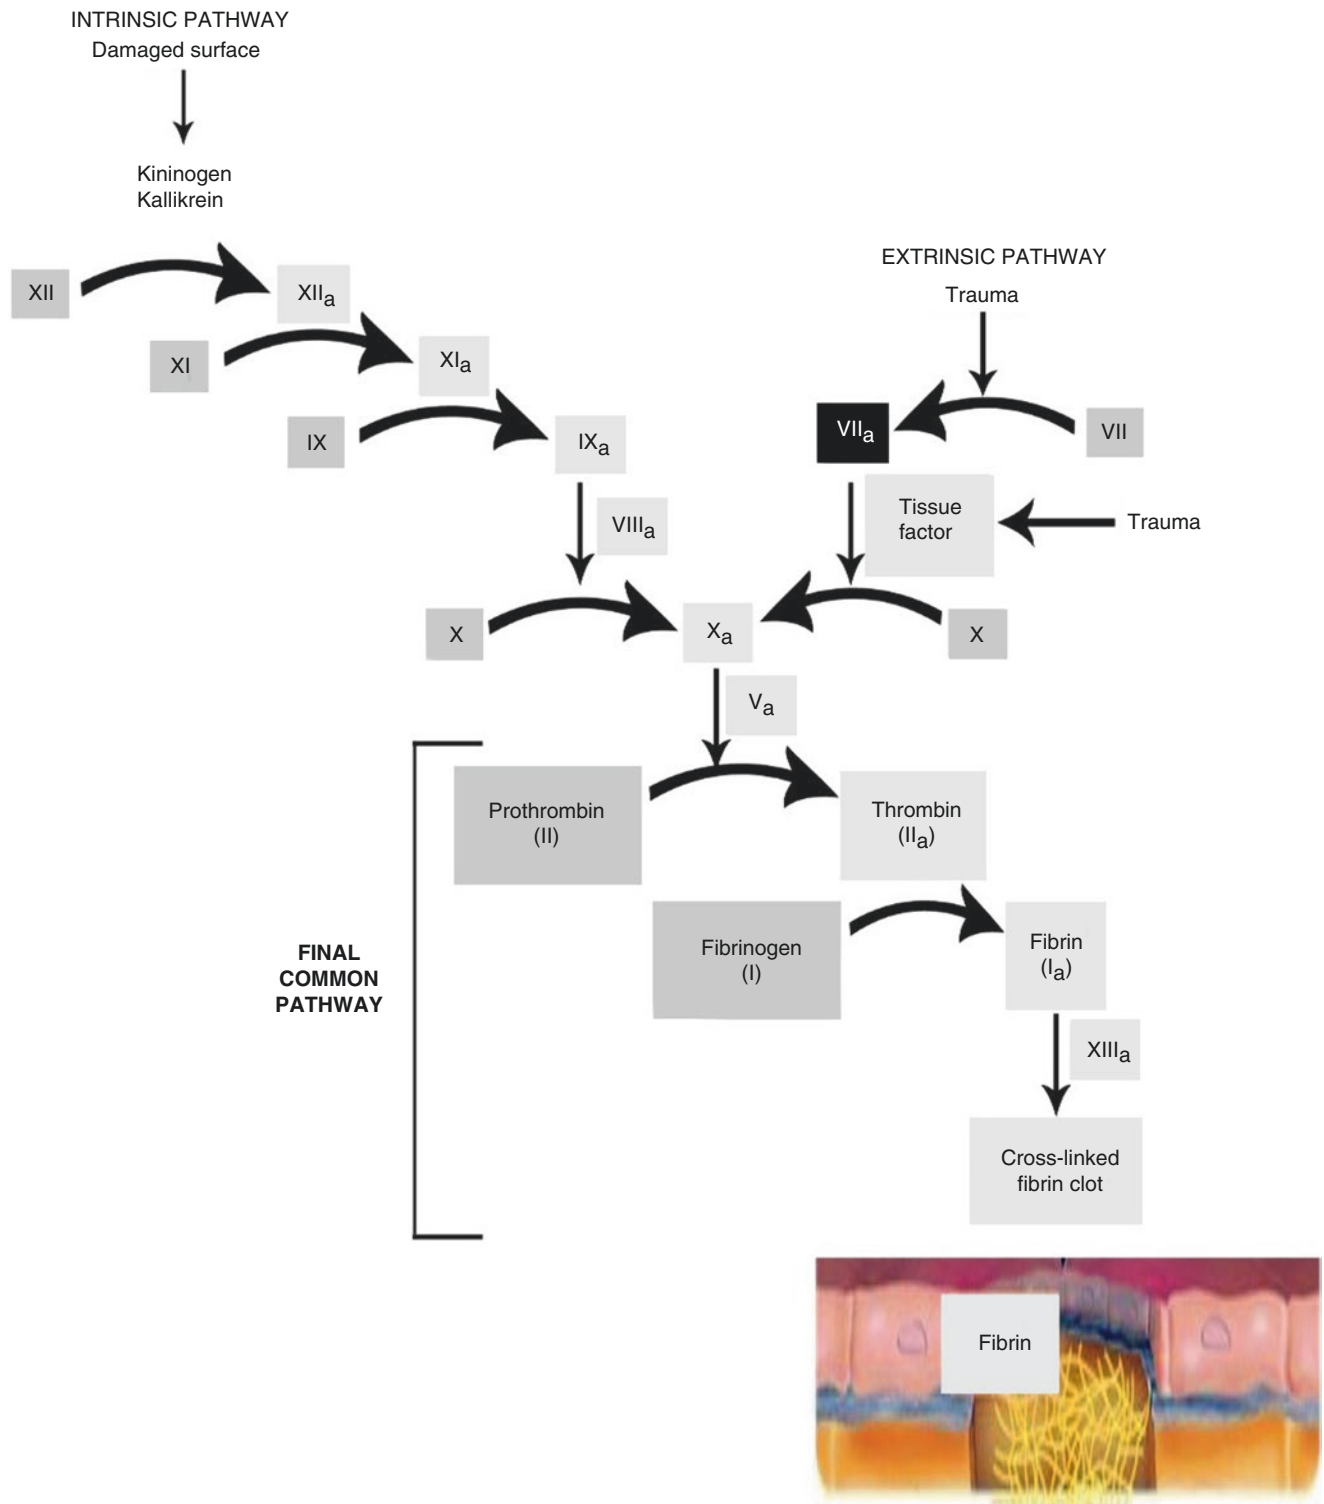 INTRINSIC PATHWAY
Damaged surface
Kininogen
Kallikrein
EXTRINSIC PATHWAY
Trauma
XII
XIIa
XI
XIa
IX
IXa
VIIa
VII
VIIIa
Tissue
factor
Trauma
X
Xa
X
Va
Prothrombin
(II)
Thrombin
(IIa)
FINAL
COMMON
PATHWAY
Fibrinogen
(I)
Fibrin
(Ia)
XIIIa
Cross-linked
fibrin clot
Fibrin